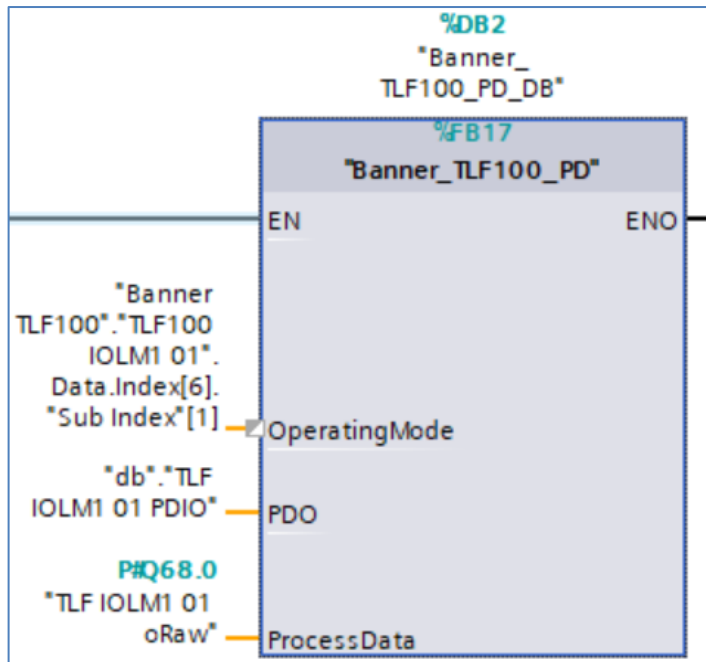 %DB2
"Banner_
TLF100_PD_DB"
%FB17
"Banner_TLF100_PD"
EN
ENO
"Banner
TLF100"."TLF100
IOLM1 01".
Data.Index[6].
"Sub Index"[1]
OperatingMode
"db"."TLF
IOLM1 01 PDIO"
PDO
P#Q68.0
"TLF IOLM1 01
oRaw"
ProcessData